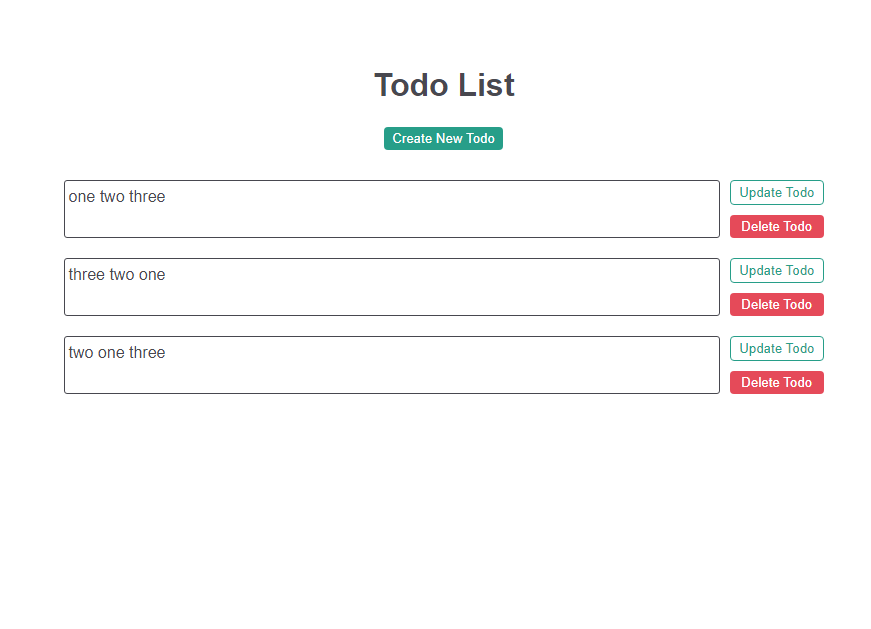 Todo List
Create New Todo
one two three
Update Todo
Delete Todo
three two one
Update Todo
Delete Todo
two one three
Update Todo
Delete Todo